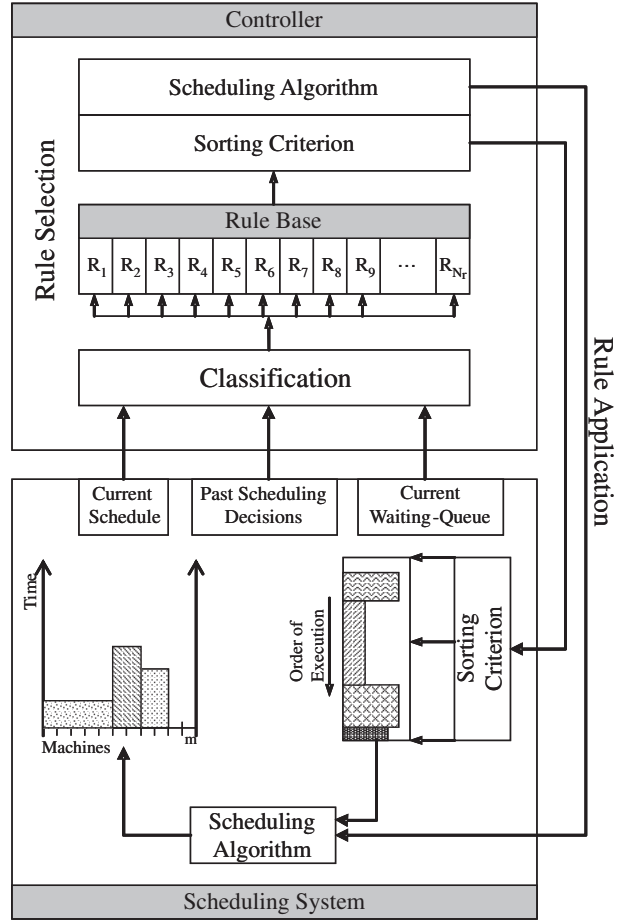 Controller
Rule Selection
Scheduling Algorithm
Sorting Criterion
Rule Base
R1 R2 R3 R4 R5 R6 R7 R8 R9 ... RNr
Classification
Rule Application
Current
Schedule
Past Scheduling
Decisions
Current
Waiting-Queue
Time
Machines
m
Order of
Execution
Sorting
Criterion
Scheduling
Algorithm
Scheduling System